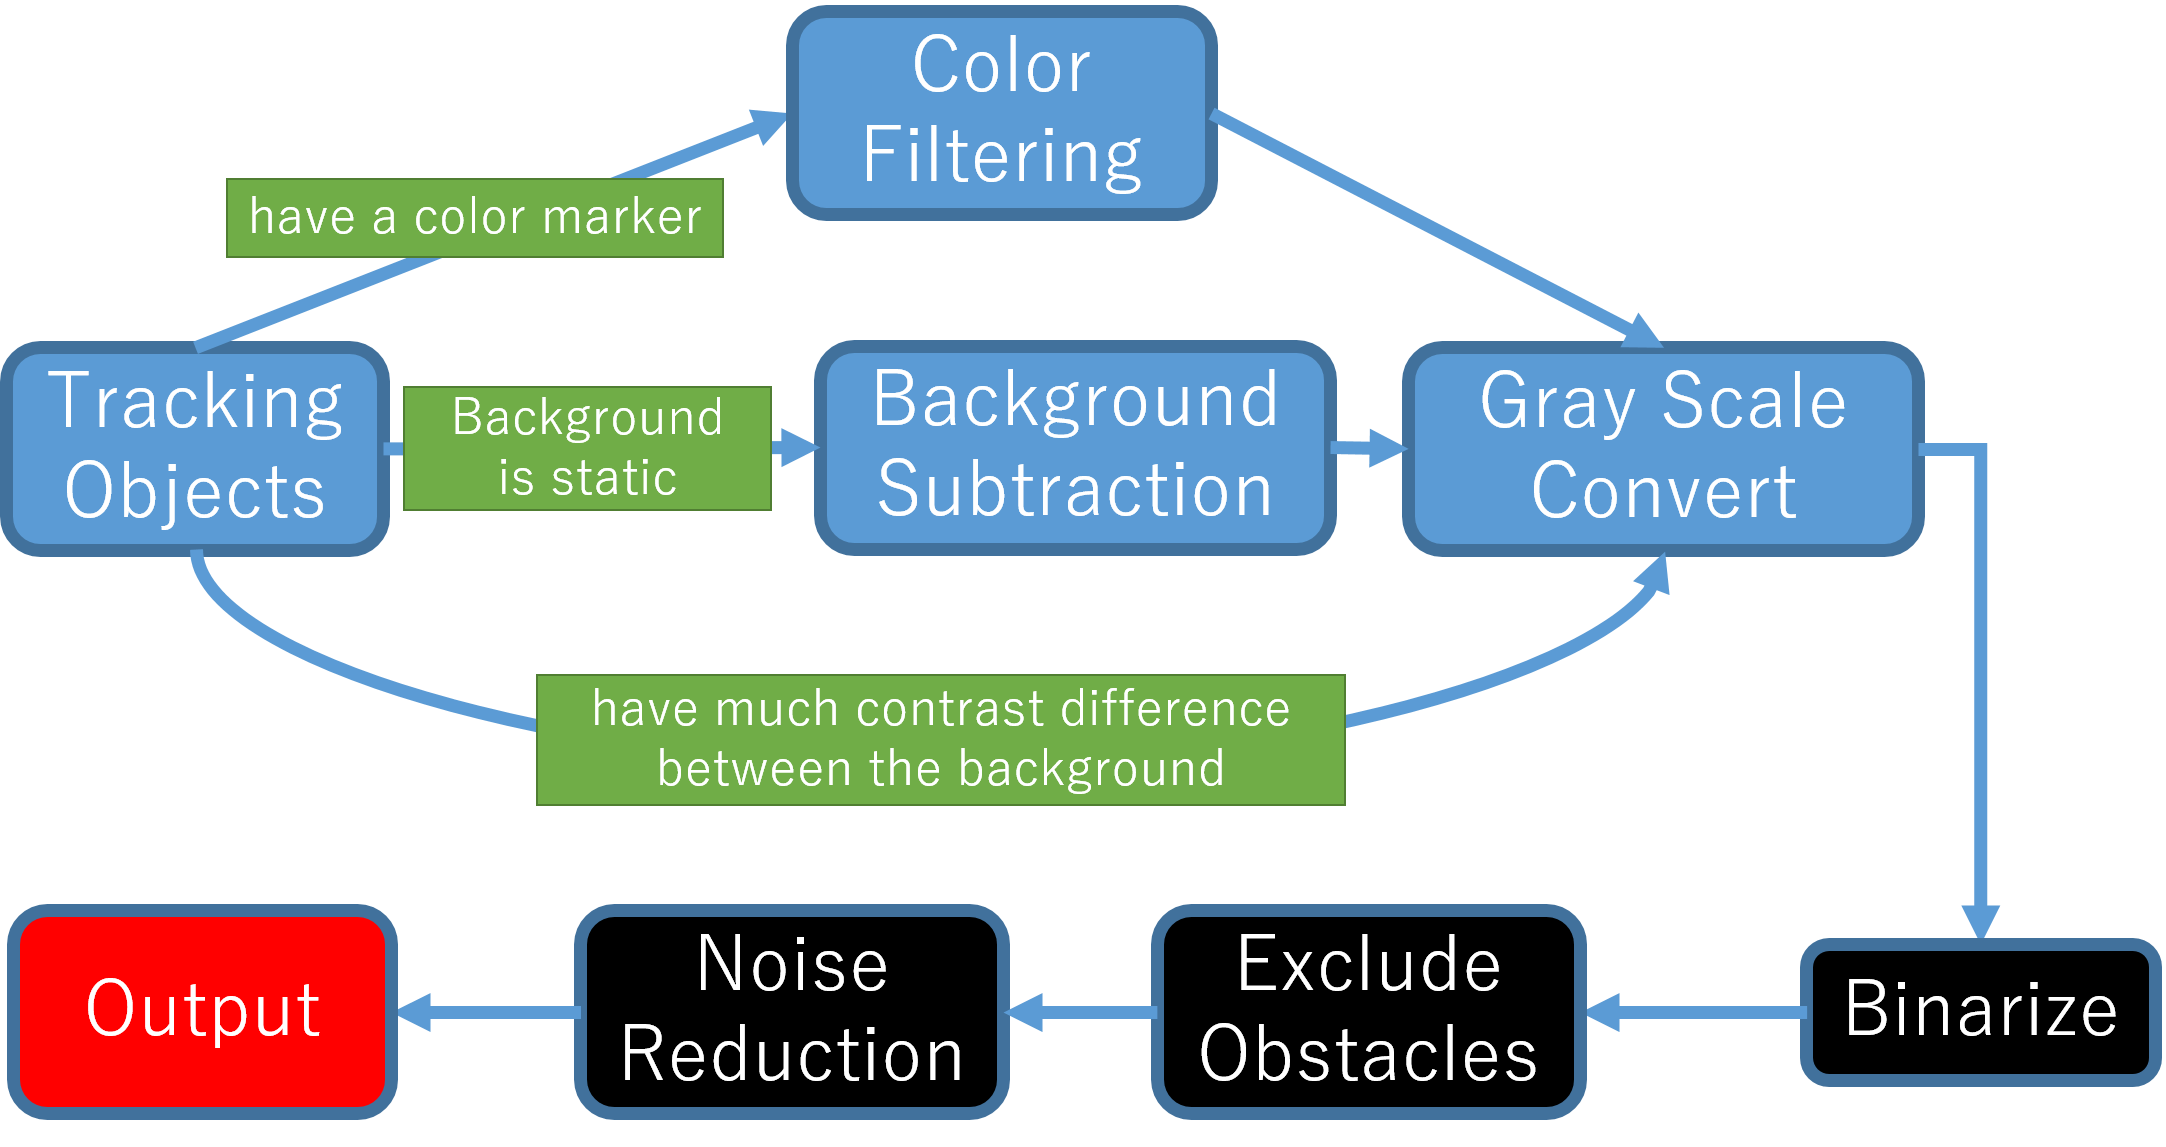 Color
Filtering
have a color marker
Tracking
Objects
Background
is static
Background
Subtraction
Gray Scale
Convert
have much contrast difference
between the background
Output
Noise
Reduction
Exclude
Obstacles
Binarize